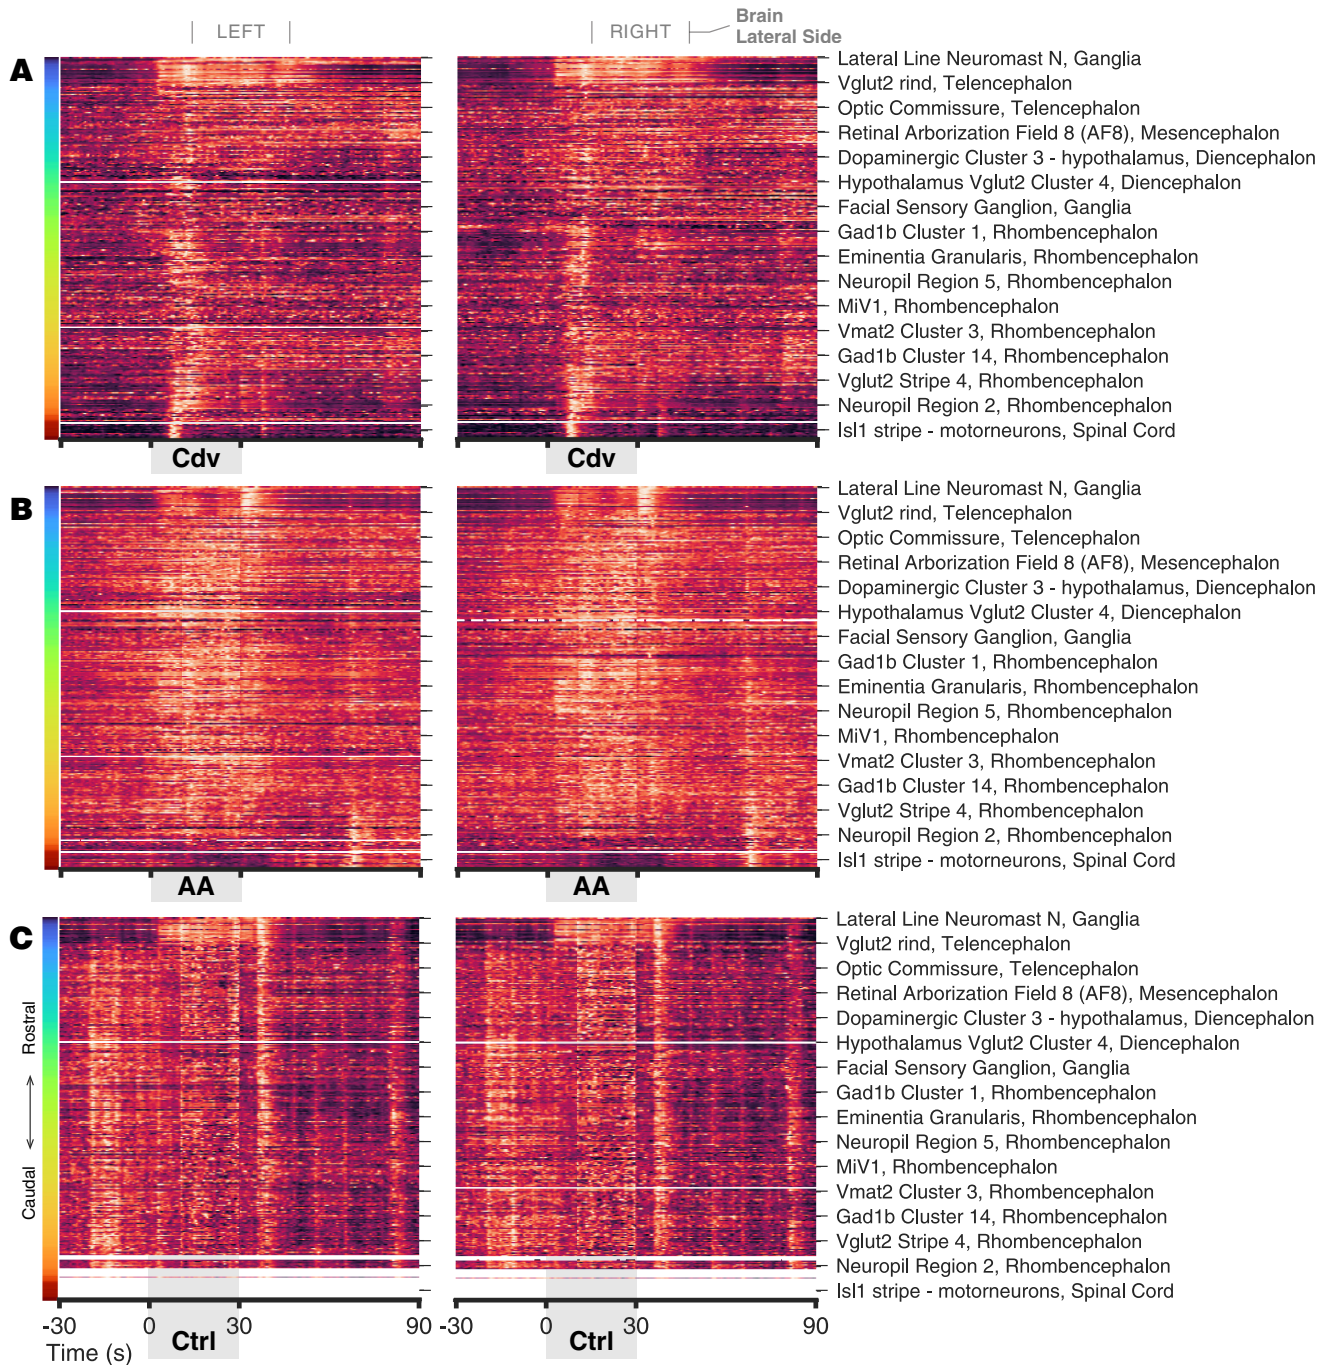 LEFT
RIGHT
Brain
Lateral Side
A
Lateral Line Neuromast N, Ganglia
Vglut2 rind, Telencephalon
Optic Commissure, Telencephalon
Retinal Arborization Field 8 (AF8), Mesencephalon
Dopaminergic Cluster 3 - hypothalamus, Diencephalon
Hypothalamus Vglut2 Cluster 4, Diencephalon
Facial Sensory Ganglion, Ganglia
Gad1b Cluster 1, Rhombencephalon
Eminentia Granularis, Rhombencephalon
Neuropil Region 5, Rhombencephalon
MiV1, Rhombencephalon
Vmat2 Cluster 3, Rhombencephalon
Gad1b Cluster 14, Rhombencephalon
Vglut2 Stripe 4, Rhombencephalon
Neuropil Region 2, Rhombencephalon
Isl1 stripe - motorneurons, Spinal Cord
Cdv
Cdv
B
Lateral Line Neuromast N, Ganglia
Vglut2 rind, Telencephalon
Optic Commissure, Telencephalon
Retinal Arborization Field 8 (AF8), Mesencephalon
Dopaminergic Cluster 3 - hypothalamus, Diencephalon
Hypothalamus Vglut2 Cluster 4, Diencephalon
Facial Sensory Ganglion, Ganglia
Gad1b Cluster 1, Rhombencephalon
Eminentia Granularis, Rhombencephalon
Neuropil Region 5, Rhombencephalon
MiV1, Rhombencephalon
Vmat2 Cluster 3, Rhombencephalon
Gad1b Cluster 14, Rhombencephalon
Vglut2 Stripe 4, Rhombencephalon
Neuropil Region 2, Rhombencephalon
Isl1 stripe - motorneurons, Spinal Cord
AA
AA
C
Rostral
Caudal
Lateral Line Neuromast N, Ganglia
Vglut2 rind, Telencephalon
Optic Commissure, Telencephalon
Retinal Arborization Field 8 (AF8), Mesencephalon
Dopaminergic Cluster 3 - hypothalamus, Diencephalon
Hypothalamus Vglut2 Cluster 4, Diencephalon
Facial Sensory Ganglion, Ganglia
Gad1b Cluster 1, Rhombencephalon
Eminentia Granularis, Rhombencephalon
Neuropil Region 5, Rhombencephalon
MiV1, Rhombencephalon
Vmat2 Cluster 3, Rhombencephalon
Gad1b Cluster 14, Rhombencephalon
Vglut2 Stripe 4, Rhombencephalon
Neuropil Region 2, Rhombencephalon
Isl1 stripe - motorneurons, Spinal Cord
-30 0 30 90
-30 0 30 90
Ctrl
Ctrl
Time (s)